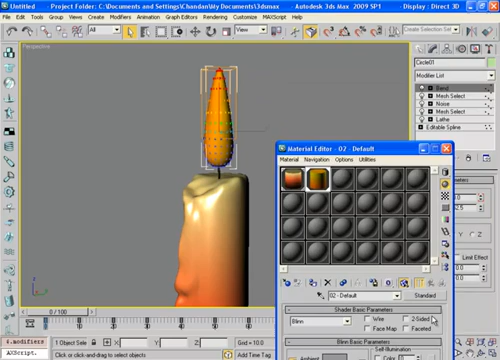 Untitled - Project Folder: C:\Documents and Settings\Chandan\My Documents\3dsmax - Autodesk 3ds Max 2009 SP1 - Display : Direct 3D
File Edit Tools Group Views Create Modifiers Animation Graph Editors Rendering Customize MAXScript Help
All
View
Create Selection Set
Perspective
Circle01
Modifier List
Bend
Mesh Select
Noise
Mesh Select
Lathe
Editable Spline
Material Editor - 02 - Default
Material Navigation Options Utilities
Limit Effect
02 - Default
Standard
Shader Basic Parameters
Blinn
Wire
2-Sided
Face Map
Faceted
Blinn Basic Parameters
Self-Illumination
Ambient:
Color
0 / 100
4.modifiers
AXScript.
1 Object Sele
X:
Y:
Z:
Grid = 10.0
Click or click-and-drag to select objects
Add Time Tag